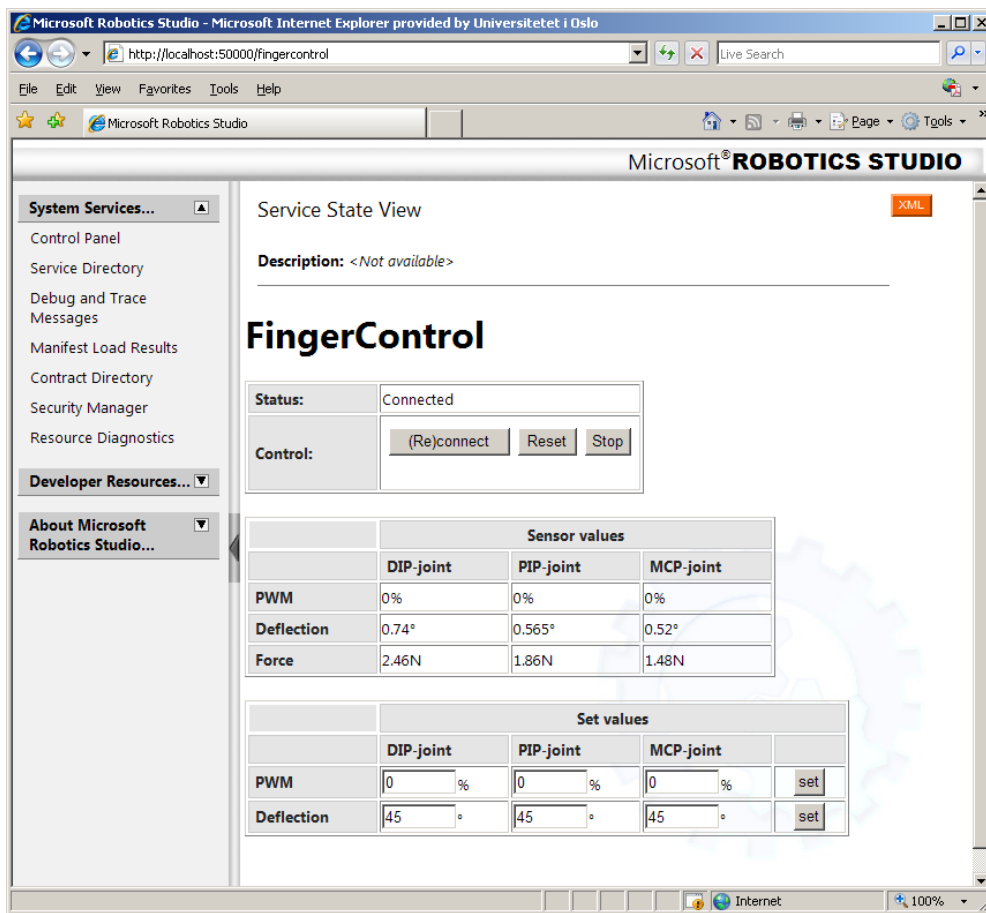 Microsoft Robotics Studio - Microsoft Internet Explorer provided by Universitetet i Oslo
http://localhost:50000/fingercontrol
Live Search
File Edit View Favorites Tools Help
Microsoft Robotics Studio
Page Tools »
Microsoft®ROBOTICS STUDIO
System Services...
Control Panel
Service Directory
Debug and Trace
Messages
Manifest Load Results
Contract Directory
Security Manager
Resource Diagnostics
Developer Resources...
About Microsoft
Robotics Studio...
Service State View
XML
Description: <Not available>
FingerControl
Status: Connected
Control: (Re)connect Reset Stop
Sensor values
DIP-joint PIP-joint MCP-joint
PWM 0% 0% 0%
Deflection 0.74° 0.565° 0.52°
Force 2.46N 1.86N 1.48N
Set values
DIP-joint PIP-joint MCP-joint
PWM 0 % 0 % 0 % set
Deflection 45 ° 45 ° 45 ° set
Internet 100%